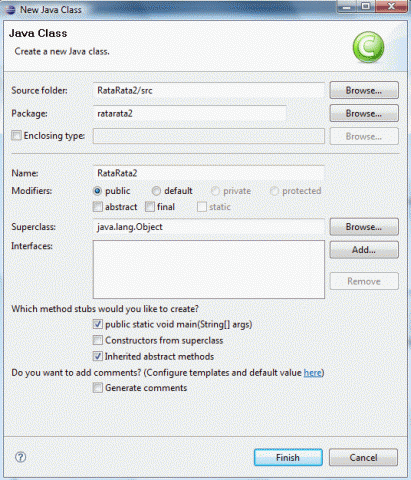 New Java Class
Java Class
Create a new Java class.
C
Source folder: RataRata2/src Browse...
Package: ratarata2 Browse...
Enclosing type: Browse...
Name: RataRata2
Modifiers: public default private protected
abstract final static
Superclass: java.lang.Object Browse...
Interfaces: Add...
Remove
Which method stubs would you like to create?
public static void main(String[] args)
Constructors from superclass
Inherited abstract methods
Do you want to add comments? (Configure templates and default value here)
Generate comments
? Finish Cancel